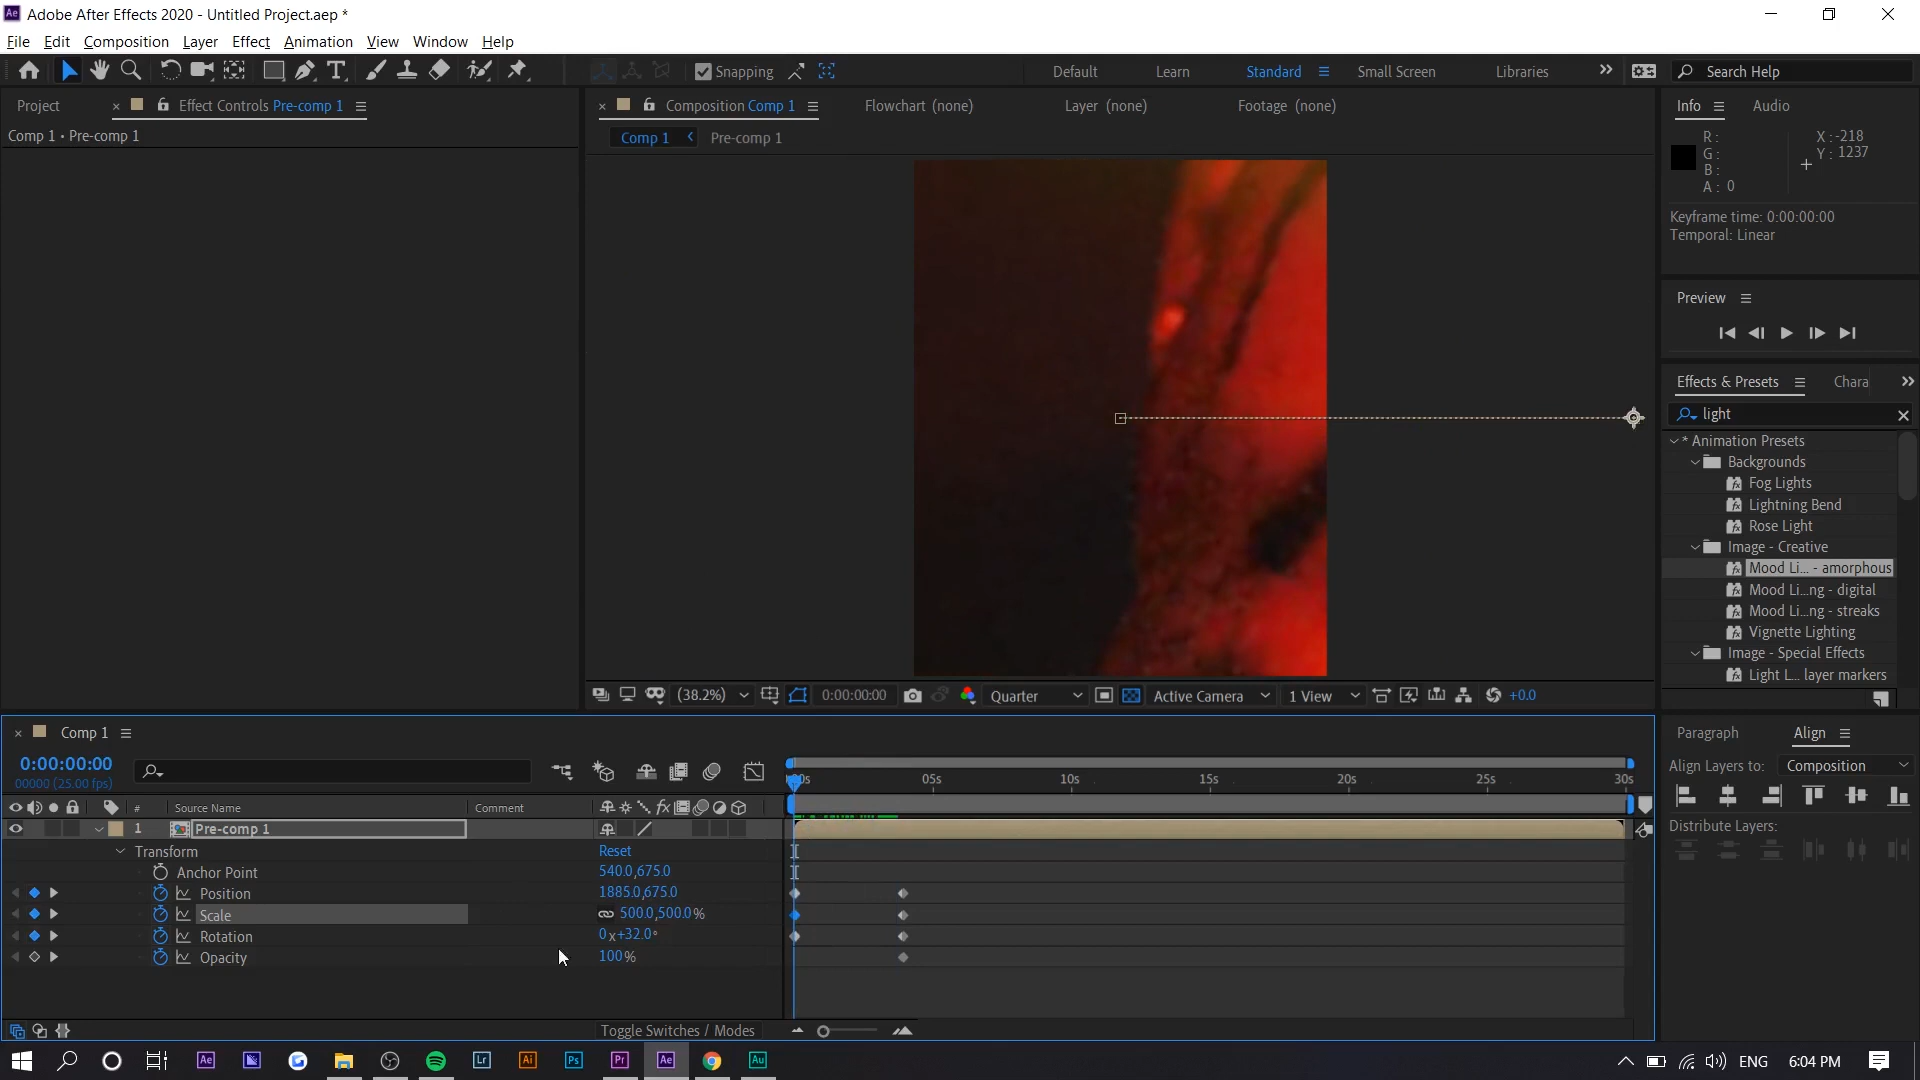 Adobe After Effects 2020 - Untitled Project.aep *
File Edit Composition Layer Effect Animation View Window Help
Snapping Default Learn Standard Small Screen Libraries Search Help
Project Effect Controls Pre-comp 1
Comp 1 • Pre-comp 1
Composition Comp 1 Flowchart (none) Layer (none) Footage (none)
Comp 1 Pre-comp 1
Info Audio
R :
G :
B :
A : 0
X : -218
Y : 1237
Keyframe time: 0:00:00:00
Temporal: Linear
Preview
Effects & Presets Chara
light
* Animation Presets
Backgrounds
Fog Lights
Lightning Bend
Rose Light
Image - Creative
Mood Li... - amorphous
Mood Li...ng - digital
Mood Li...ng - streaks
Vignette Lighting
Image - Special Effects
Light L... layer markers
(38.2%) 0:00:00:00 Quarter Active Camera 1 View +0.0
Comp 1
0:00:00:00
00000 (25.00 fps)
05s 10s 15s 20s 25s 30s
# Source Name Comment
1 Pre-comp 1
Transform Reset
Anchor Point 540.0,675.0
Position 1885.0,675.0
Scale 500.0,500.0%
Rotation 0x+32.0°
Opacity 100%
Toggle Switches / Modes
Paragraph Align
Align Layers to: Composition
Distribute Layers:
Ae Lr Ai Ps Pr Ae Au ENG 6:04 PM